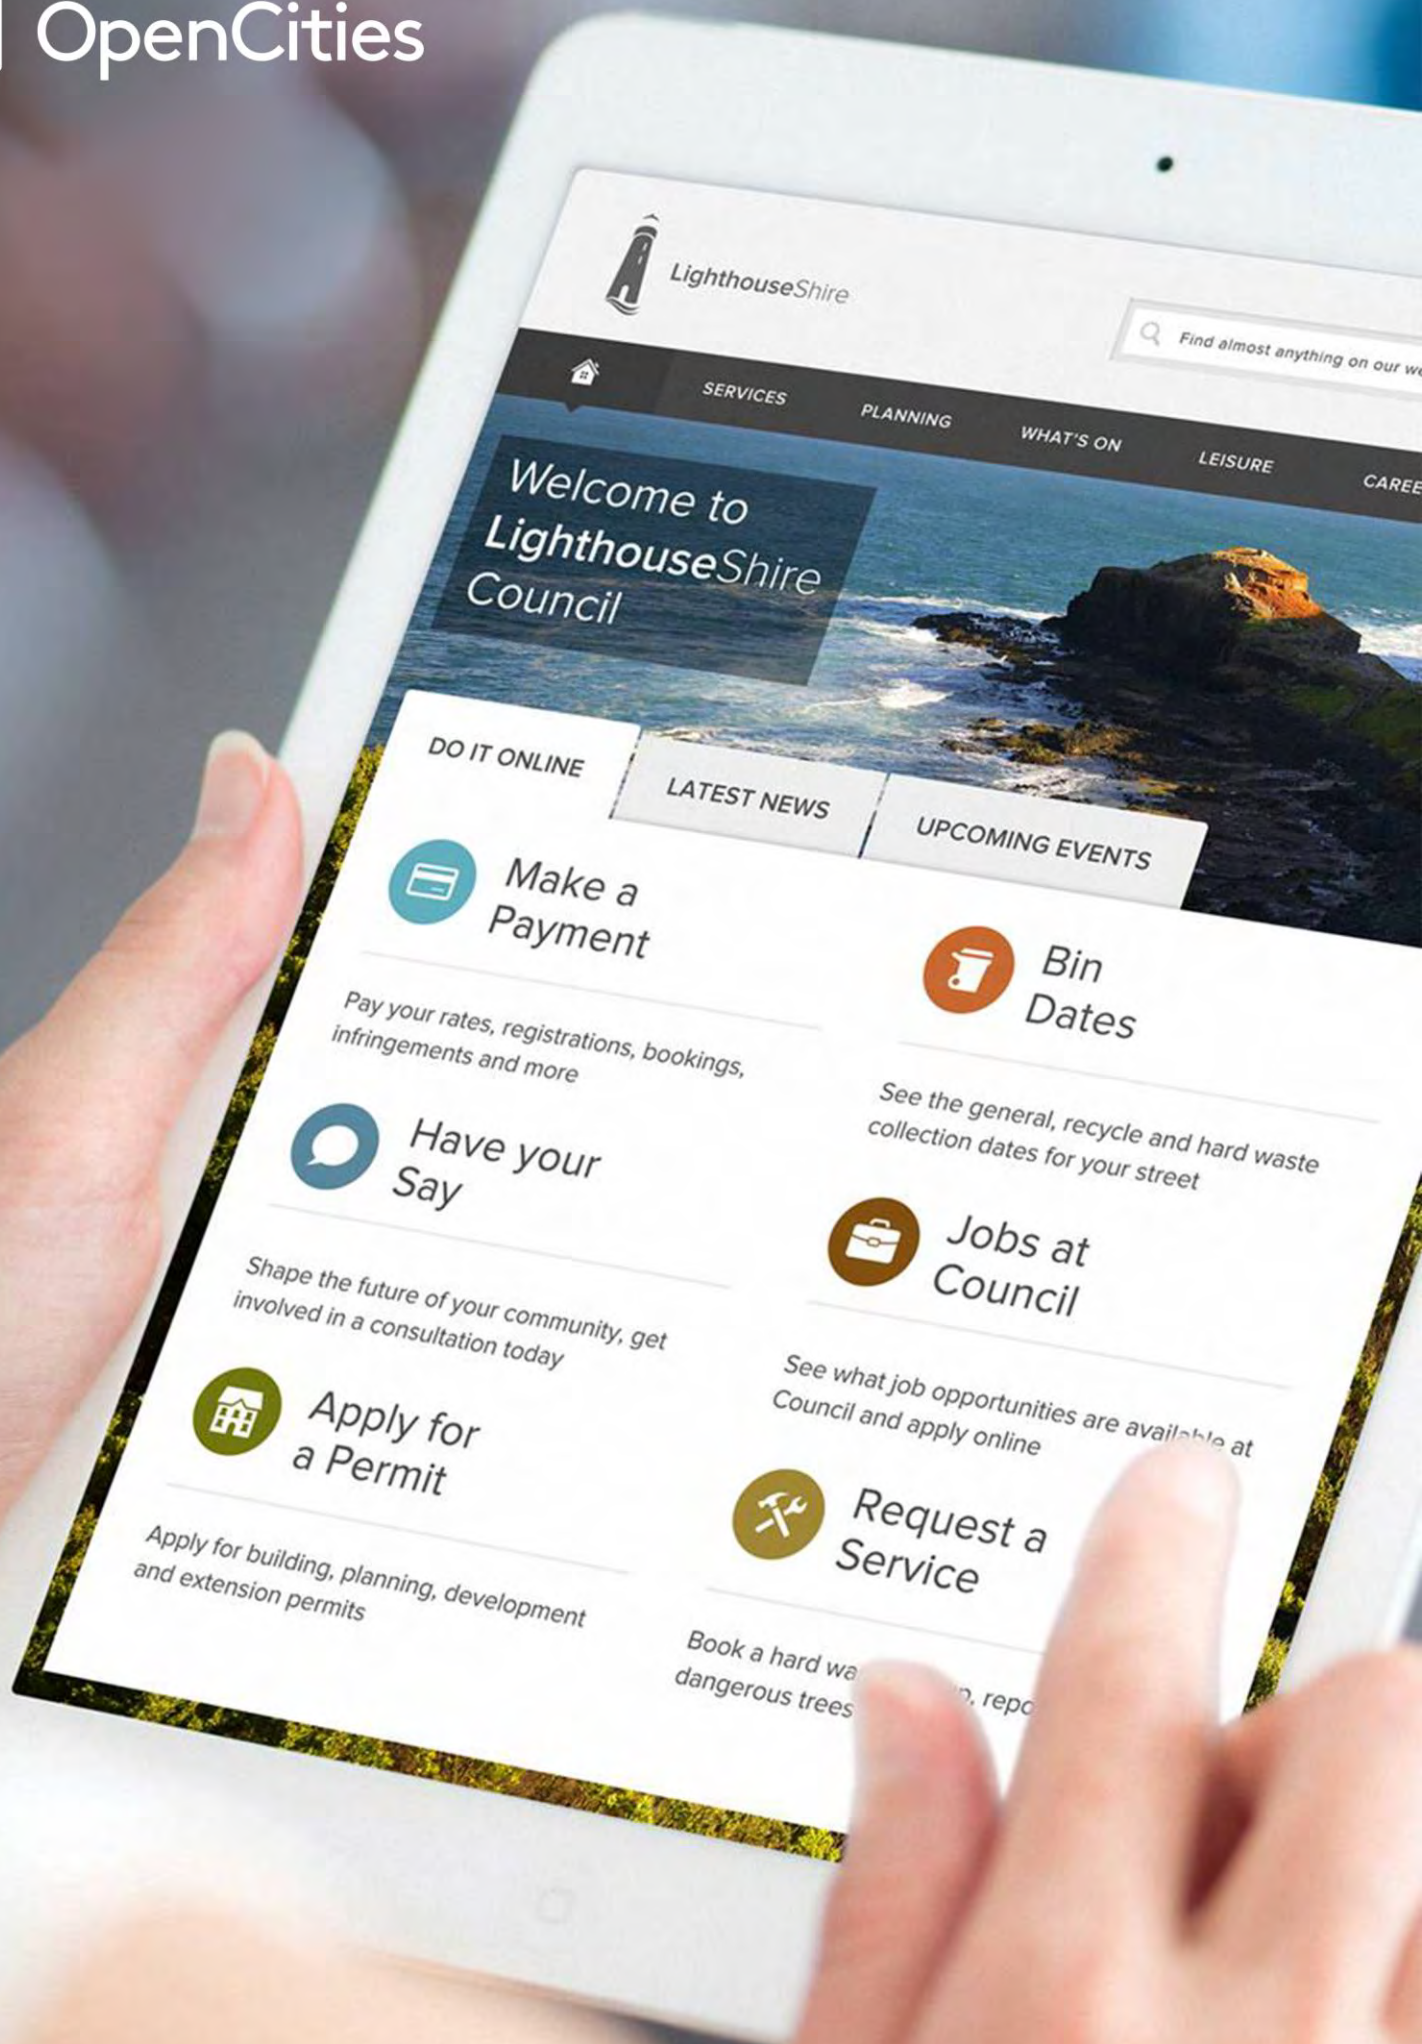 OpenCities
LighthouseShire
Find almost anything on our
SERVICES
PLANNING
WHAT'S ON
LEISURE
Welcome to
LighthouseShire
Council
DO IT ONLINE
LATEST NEWS
UPCOMING EVENTS
Make a
Payment
Pay your rates, registrations, bookings,
infringements and more
Bin
Dates
See the general, recycle and hard waste
collection dates for your street
Have your
Say
Shape the future of your community, get
involved in a consultation today
Jobs at
Council
See what job opportunities are available at
Council and apply online
Apply for
a Permit
Apply for building, planning, development
and extension permits
Request a
Service
Book a hard
dangerous trees